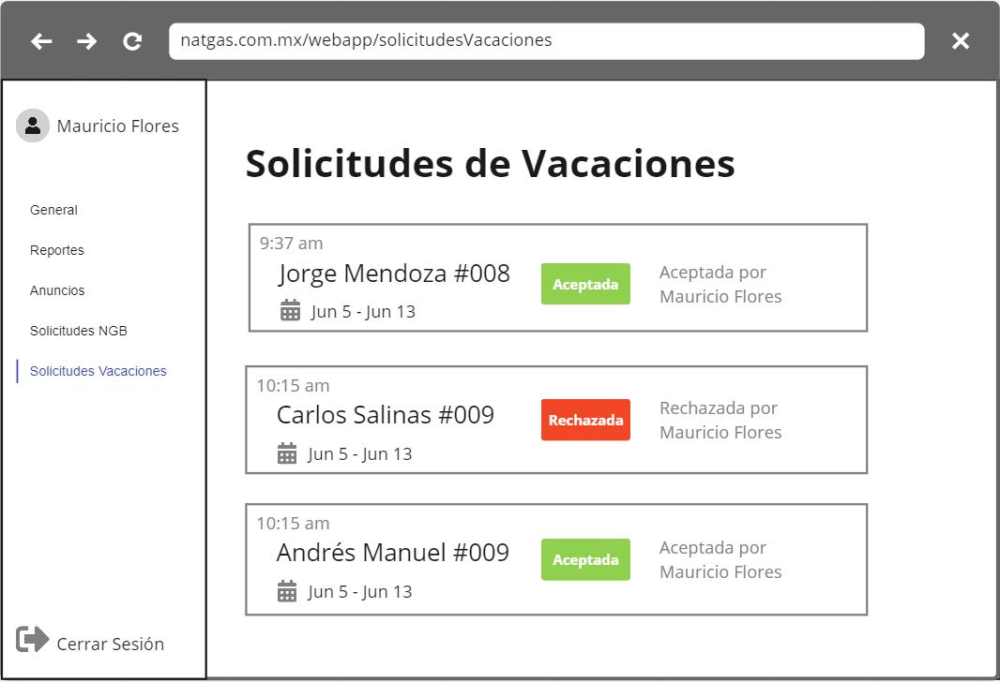 natgas.com.mx/webapp/solicitudesVacaciones
Mauricio Flores
General
Reportes
Anuncios
Solicitudes NGB
Solicitudes Vacaciones
Cerrar Sesión
Solicitudes de Vacaciones
9:37 am
Jorge Mendoza #008
Jun 5 - Jun 13
Aceptada
Aceptada por
Mauricio Flores
10:15 am
Carlos Salinas #009
Jun 5 - Jun 13
Rechazada
Rechazada por
Mauricio Flores
10:15 am
Andrés Manuel #009
Jun 5 - Jun 13
Aceptada
Aceptada por
Mauricio Flores